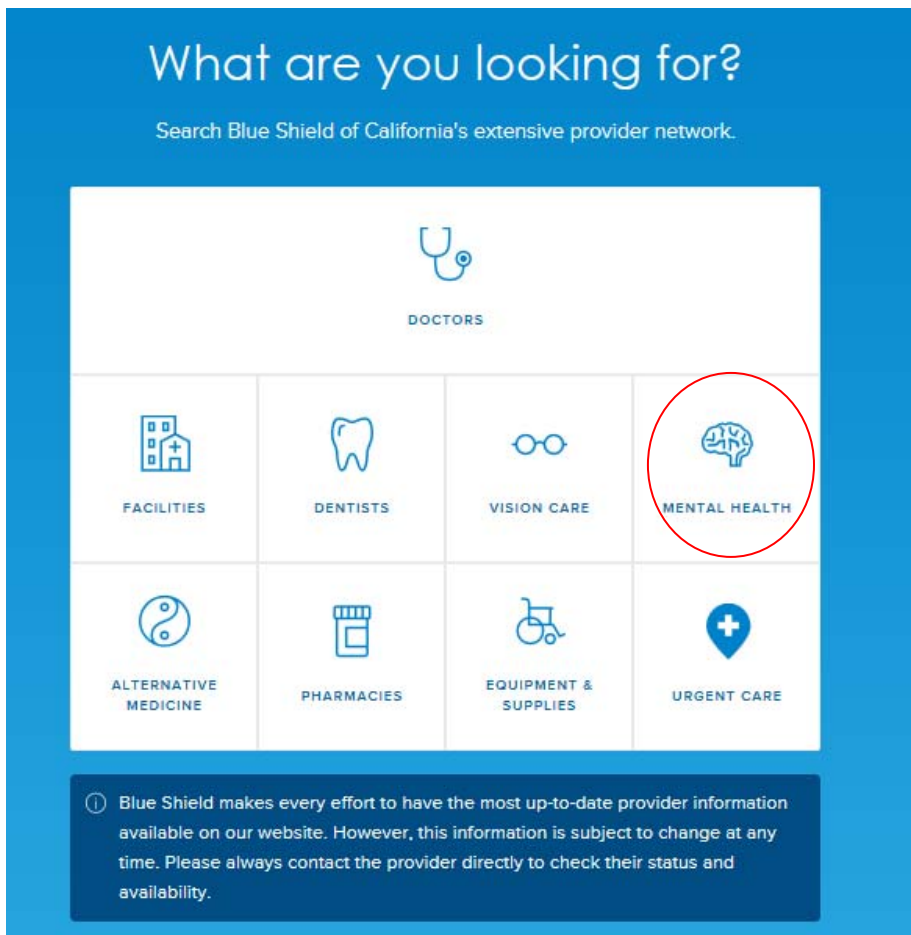 What are you looking for?
Search Blue Shield of California's extensive provider network.
DOCTORS
FACILITIES
DENTISTS
VISION CARE
MENTAL HEALTH
ALTERNATIVE
MEDICINE
PHARMACIES
EQUIPMENT &
SUPPLIES
URGENT CARE
Blue Shield makes every effort to have the most up-to-date provider information
available on our website. However, this information is subject to change at any
time. Please always contact the provider directly to check their status and
availability.